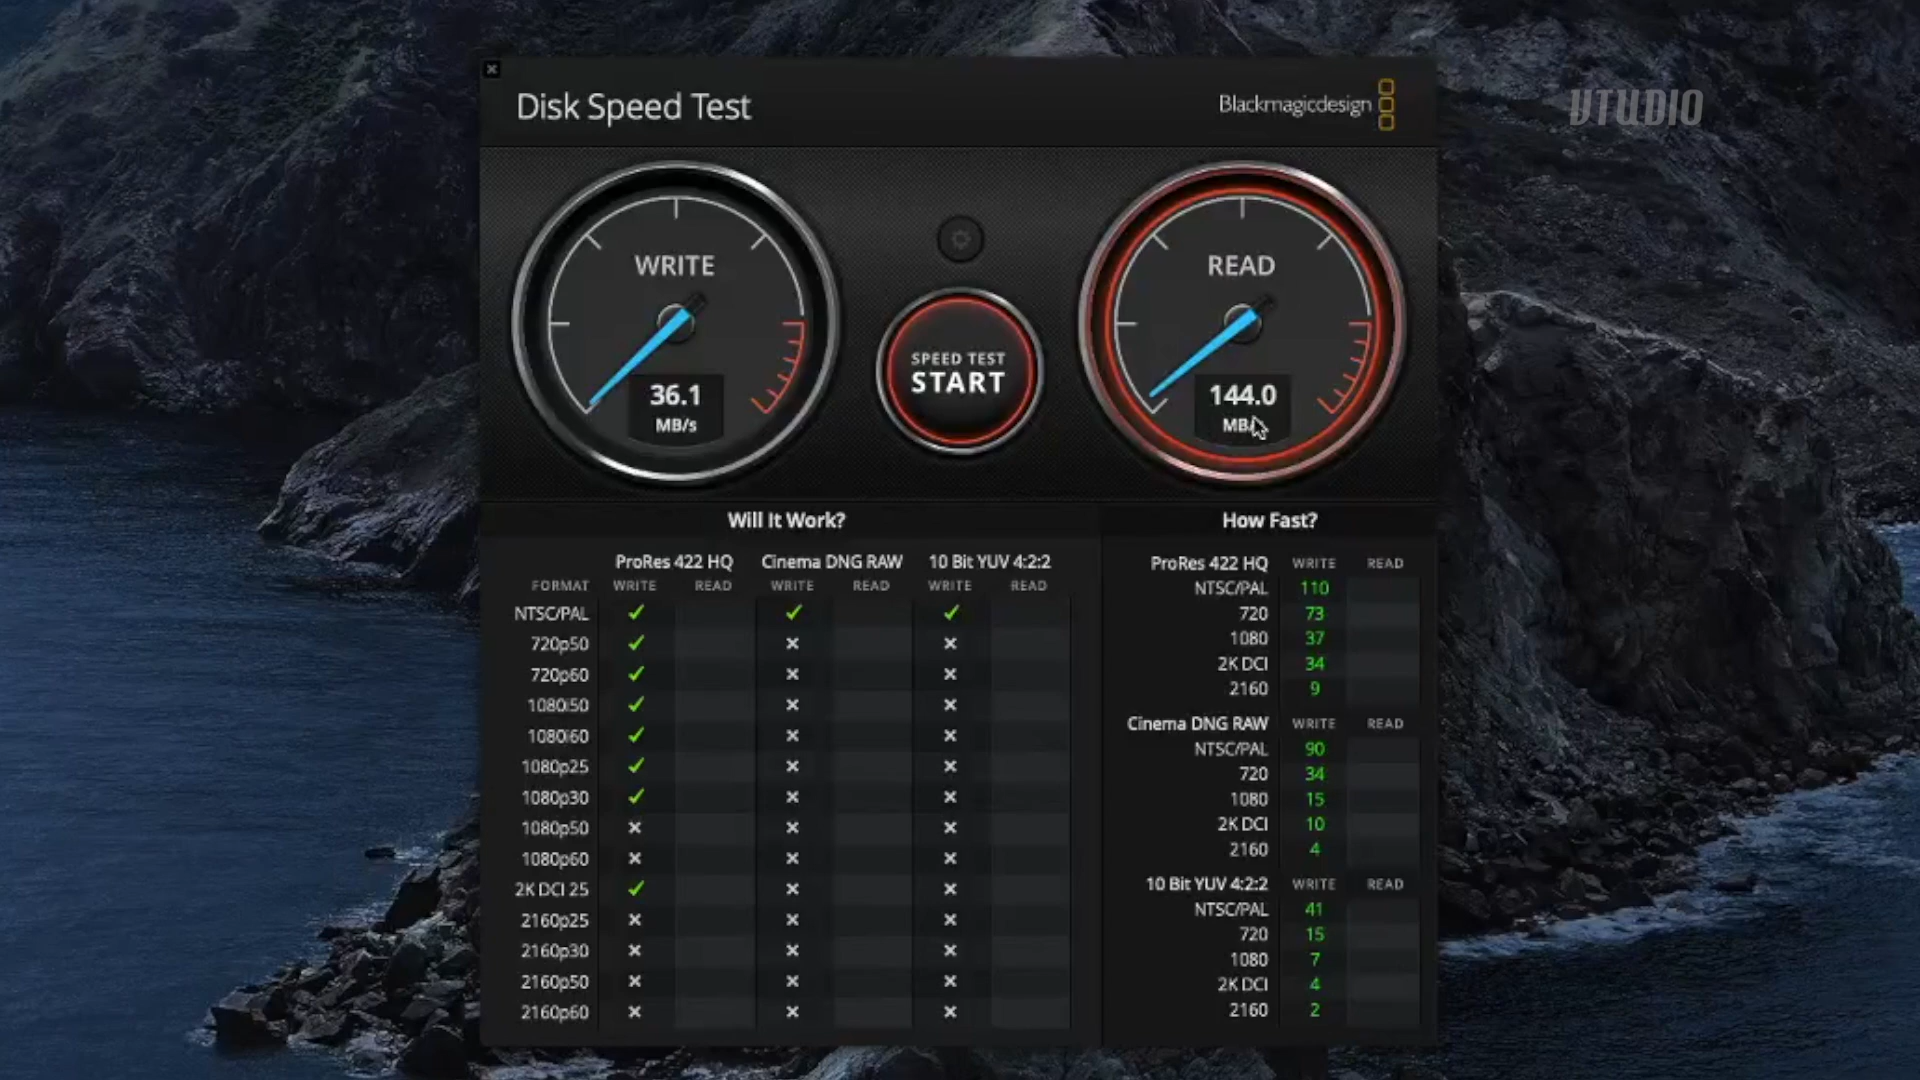 Disk Speed Test
Blackmagicdesign
VTUDIO
WRITE
36.1
MB/s
SPEED TEST
START
READ
144.0
Will It Work?
ProRes 422 HQ Cinema DNG RAW 10 Bit YUV 4:2:2
FORMAT WRITE READ WRITE READ WRITE READ
NTSC/PAL ✓ ✓ ✓
720p50 ✓ × ×
720p60 ✓ × ×
1080i50 ✓ × ×
1080i60 ✓ × ×
1080p25 ✓ × ×
1080p30 ✓ × ×
1080p50 × × ×
1080p60 × × ×
2K DCI 25 ✓ × ×
2160p25 × × ×
2160p30 × × ×
2160p50 × × ×
2160p60 × × ×
How Fast?
ProRes 422 HQ WRITE READ
NTSC/PAL 110
720 73
1080 37
2K DCI 34
2160 9
Cinema DNG RAW WRITE READ
NTSC/PAL 90
720 34
1080 15
2K DCI 10
2160 4
10 Bit YUV 4:2:2 WRITE READ
NTSC/PAL 41
720 15
1080 7
2K DCI 4
2160 2